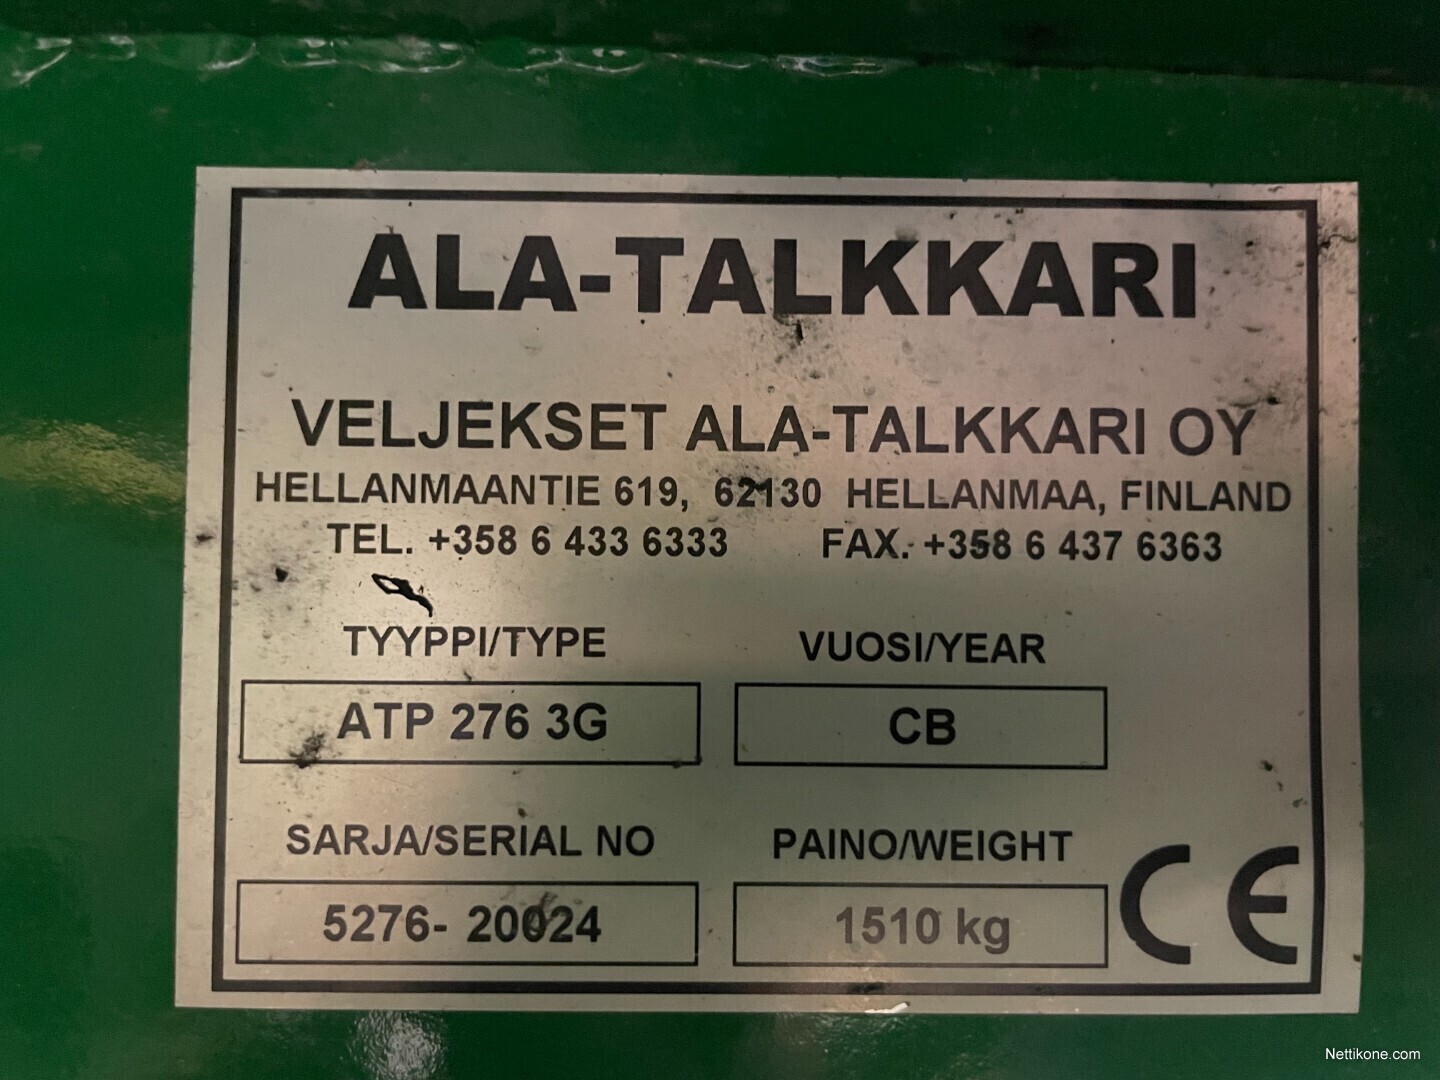 ALA-TALKKARI
VELJEKSET ALA-TALKKARI OY
HELLANMAANTIE 619, 62130 HELLANMAA, FINLAND
TEL. +358 6 433 6333 FAX. +358 6 437 6363
TYYPPI/TYPE VUOSI/YEAR
ATP 276 3G CB
SARJA/SERIAL NO PAINO/WEIGHT
5276- 20024 1510 kg CE
Nettikone.com